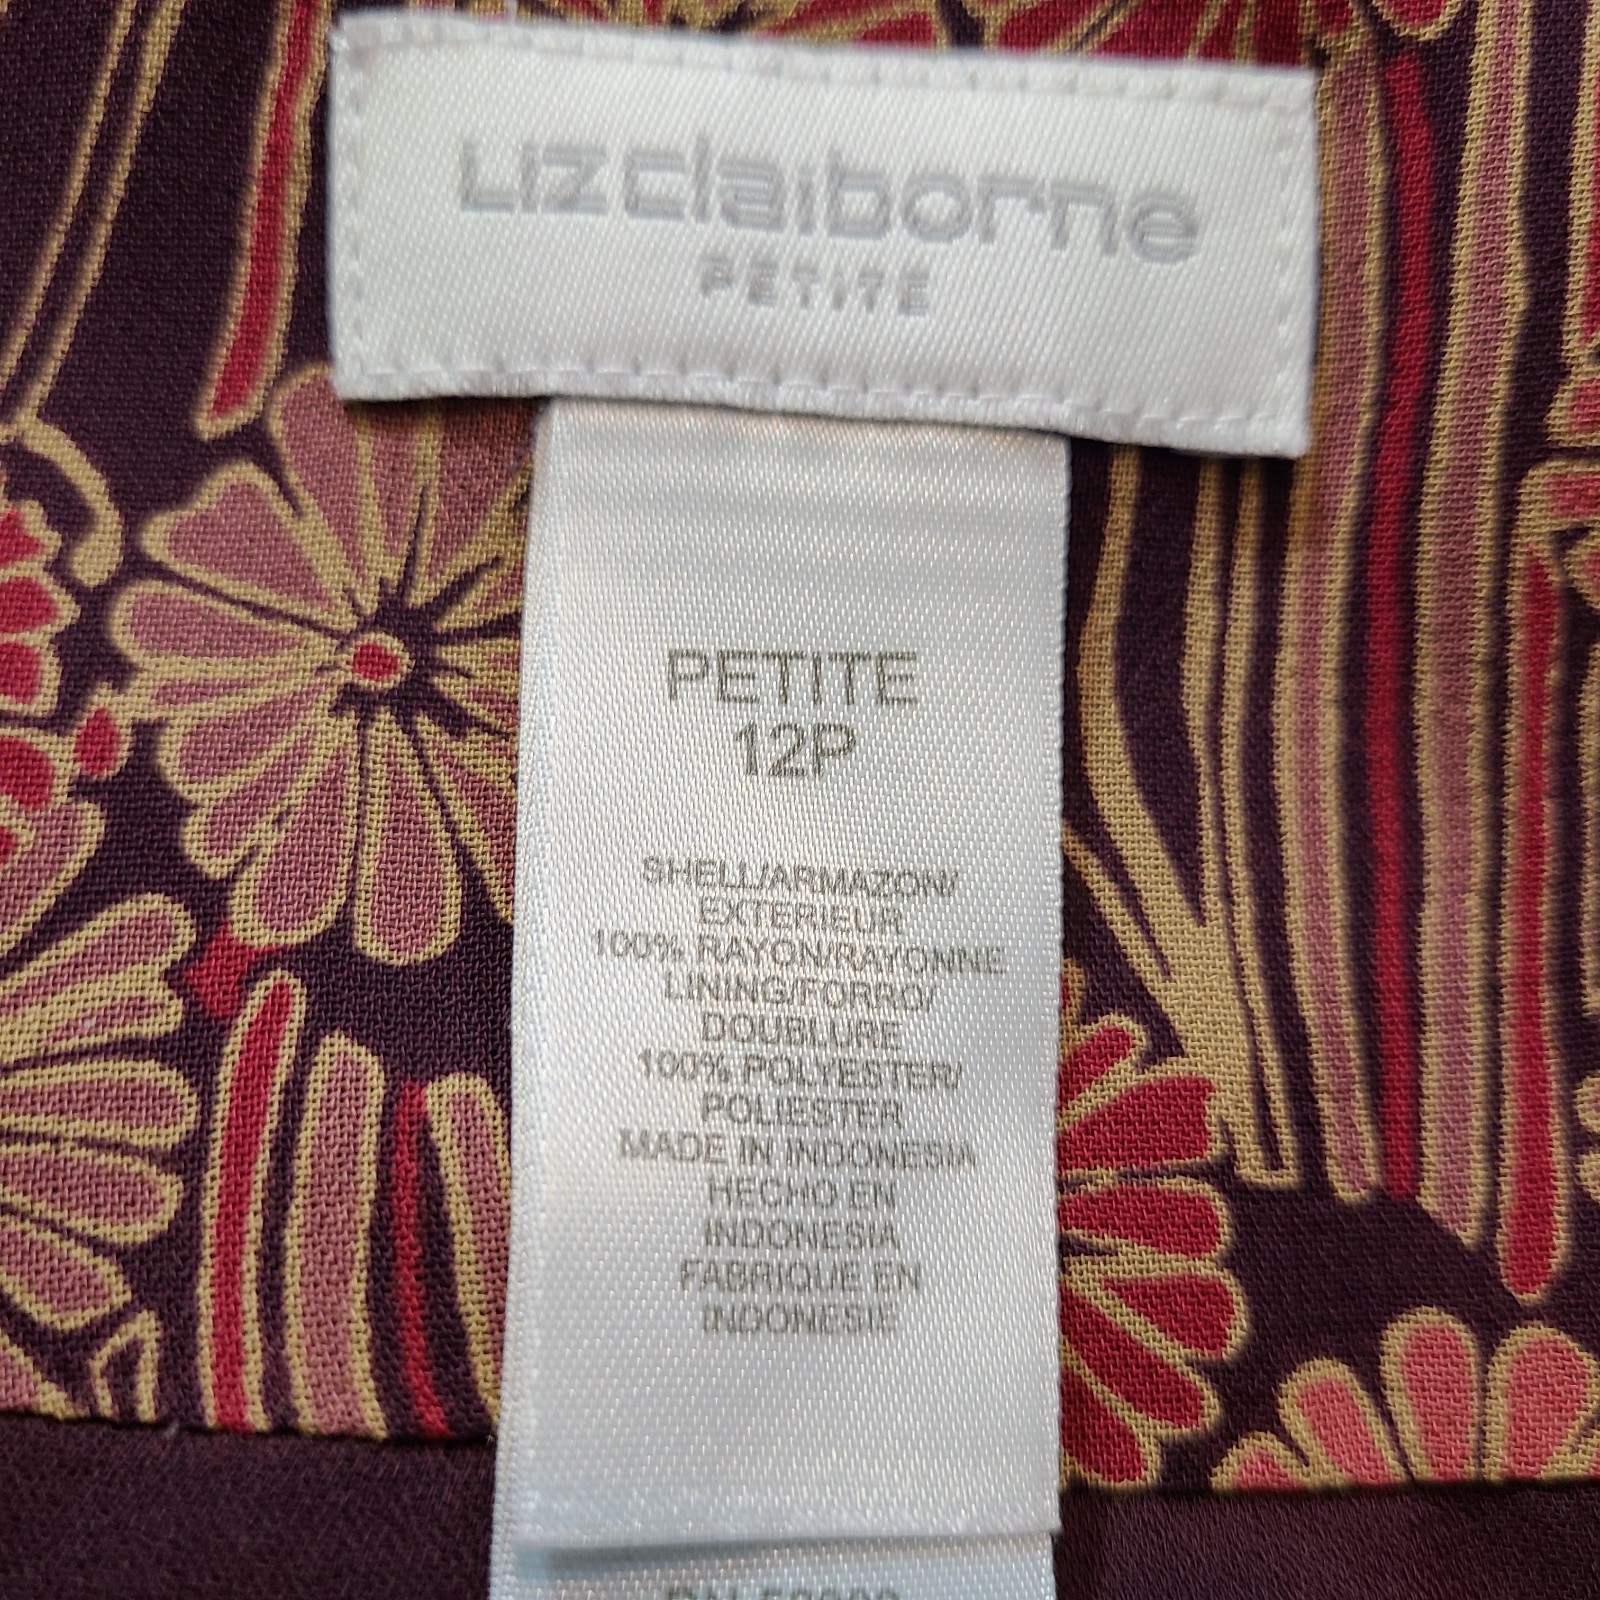 Liz claiborne
PETITE
PETITE
12P
SHELL/ARMAZON/
EXTERIEUR
100% RAYON/RAYONNE
LINING/FORRO/
DOUBLURE
100% POLYESTER/
POLIESTER
MADE IN INDONESIA
HECHO EN
INDONESIA
FABRIQUE EN
INDONESIE